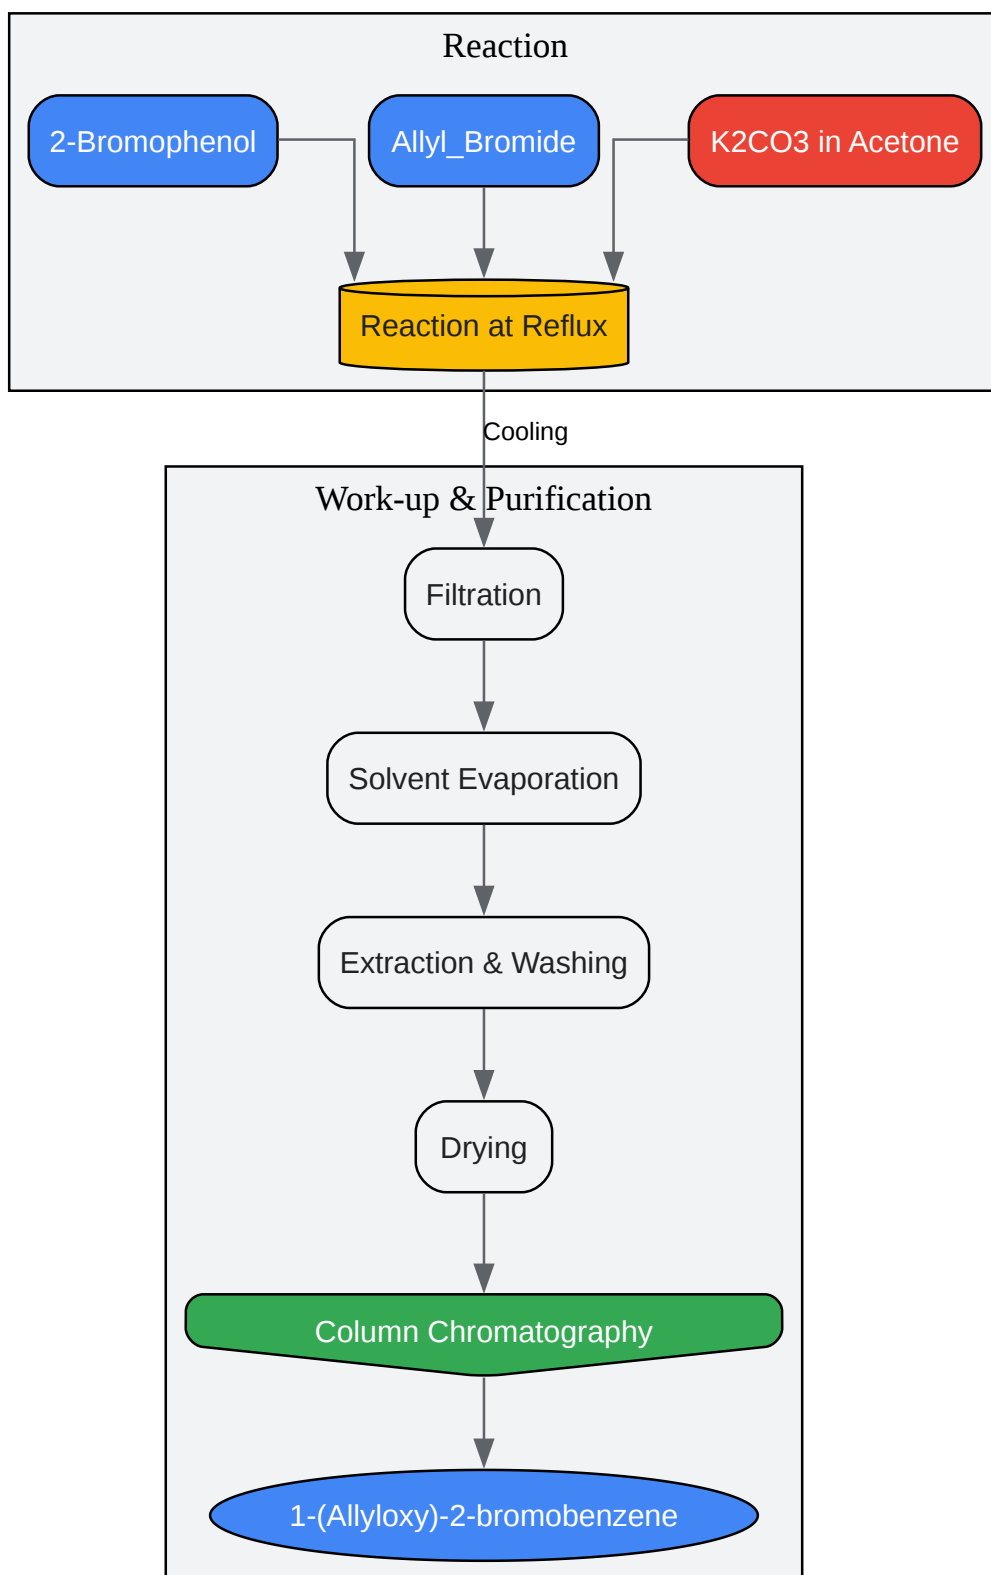 Reaction
2-Bromophenol
Allyl_Bromide
K2CO3 in Acetone
Reaction at Reflux
Cooling
Work-up & Purification
Filtration
Solvent Evaporation
Extraction & Washing
Drying
Column Chromatography
1-(Allyloxy)-2-bromobenzene